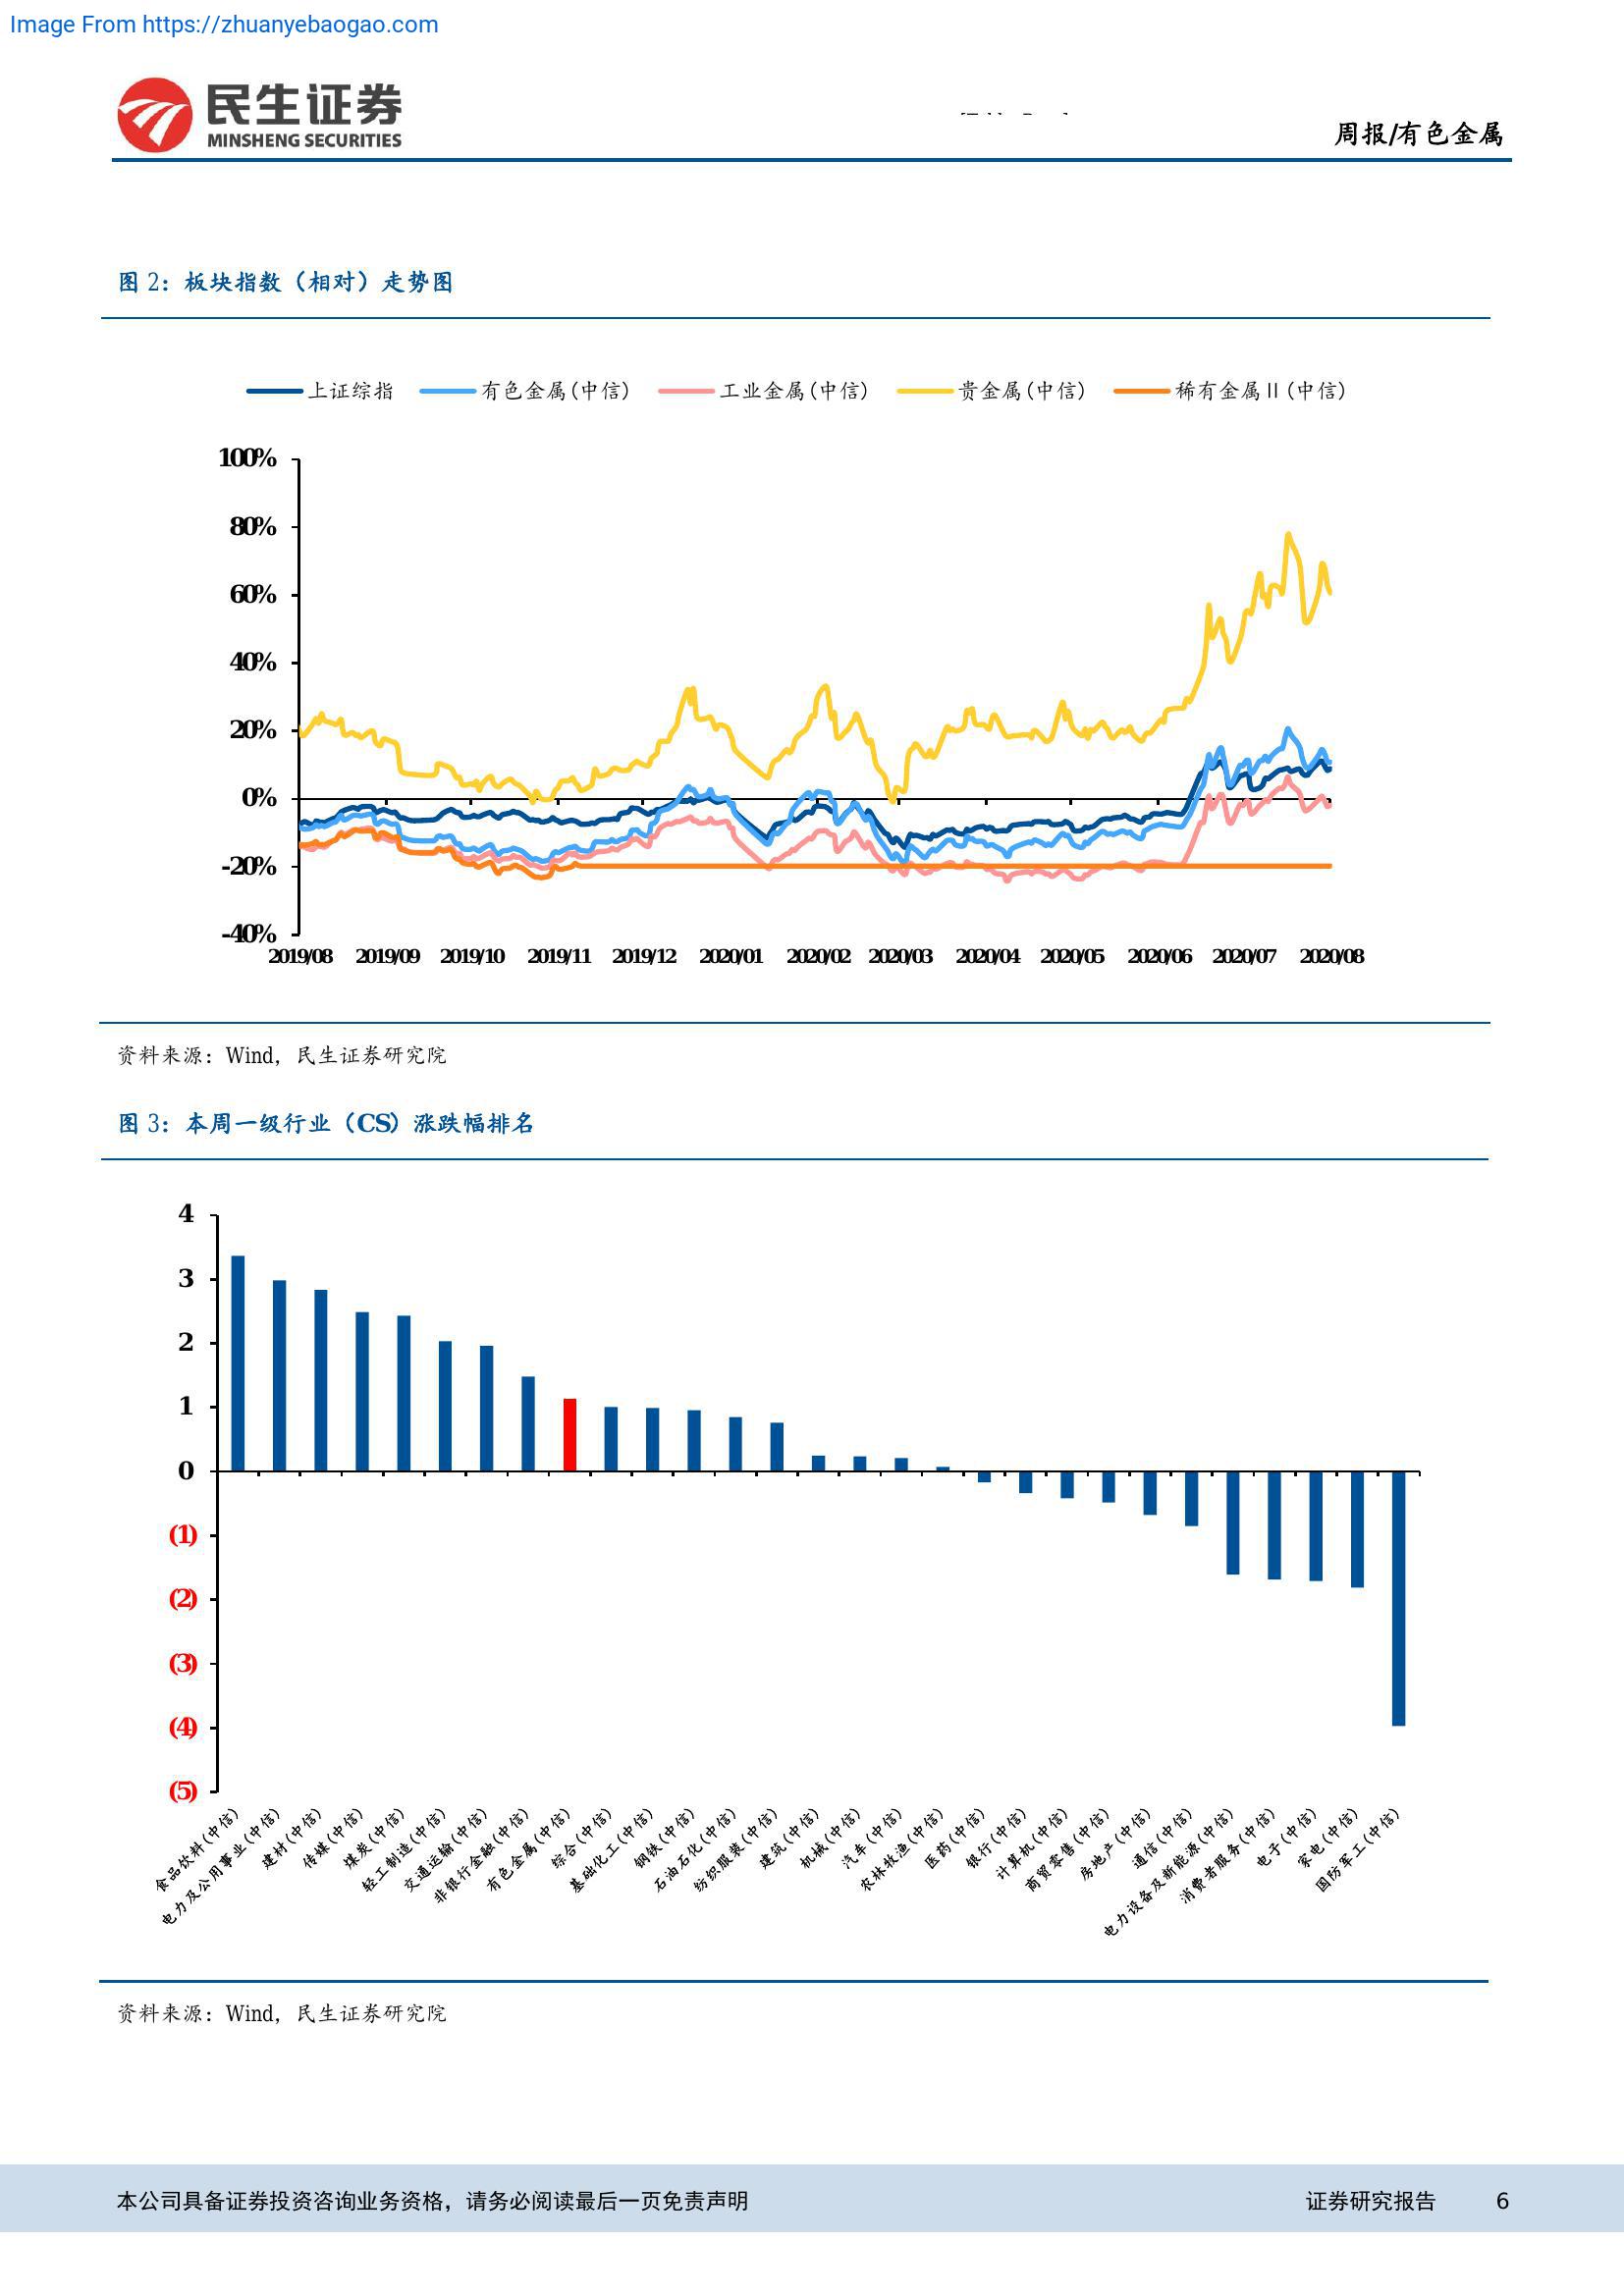 Image From https://zhuanyebaogao.com
民生证券
MINSHENG SECURITIES
周报/有色金属
图 2：板块指数（相对）走势图
上证综指 有色金属(中信) 工业金属(中信) 贵金属(中信) 稀有金属Ⅱ(中信)
100%
80%
60%
40%
20%
0%
-20%
-40%
2019/08 2019/09 2019/10 2019/11 2019/12 2020/01 2020/02 2020/03 2020/04 2020/05 2020/06 2020/07 2020/08
资料来源：Wind，民生证券研究院
图 3：本周一级行业（CS）涨跌幅排名
4
3
2
1
0
(1)
(2)
(3)
(4)
(5)
食品饮料(中信)
电力及公用事业(中信)
建材(中信)
传媒(中信)
煤炭(中信)
轻工制造(中信)
交通运输(中信)
非银行金融(中信)
有色金属(中信)
综合(中信)
基础化工(中信)
钢铁(中信)
石油石化(中信)
纺织服装(中信)
建筑(中信)
机械(中信)
汽车(中信)
农林牧渔(中信)
医药(中信)
银行(中信)
计算机(中信)
商贸零售(中信)
房地产(中信)
通信(中信)
电力设备及新能源(中信)
消费者服务(中信)
电子(中信)
家电(中信)
国防军工(中信)
资料来源：Wind，民生证券研究院
本公司具备证券投资咨询业务资格，请务必阅读最后一页免责声明 证券研究报告 6